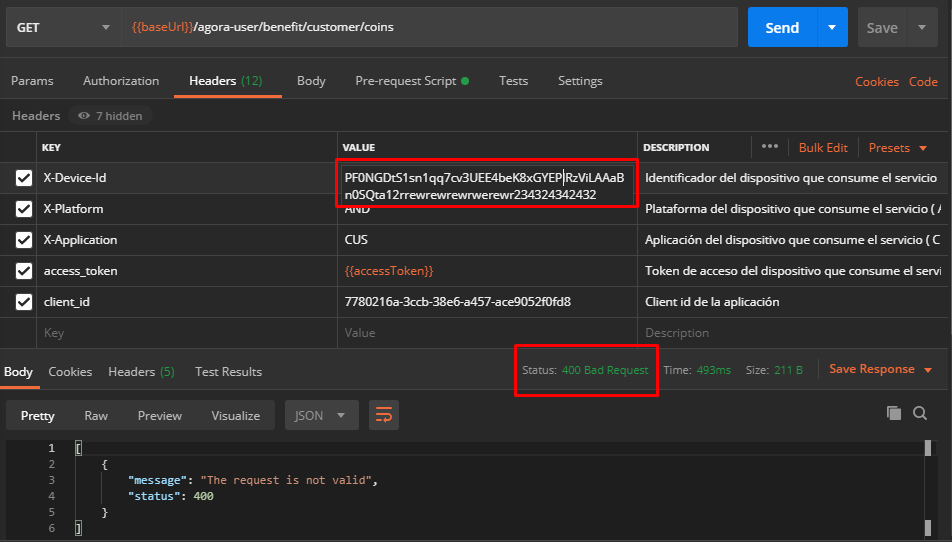 GET {{baseUrl}}/agora-user/benefit/customer/coins Send Save
Params Authorization Headers (12) Body Pre-request Script Tests Settings Cookies Code
Headers 7 hidden
KEY VALUE DESCRIPTION ••• Bulk Edit Presets
X-Device-Id PF0NGDtS1sn1qq7cv3UEE4beK8xGYEPIRzViLAAaB Identificador del dispositivo que consume el servicio
n0SQta12rrewrewrewrwerewr234324342432
X-Platform AND Plataforma del dispositivo que consume el servicio ( A
X-Application CUS Aplicación del dispositivo que consume el servicio ( C
access_token {{accessToken}} Token de acceso del dispositivo que consume el servi
client_id 7780216a-3ccb-38e6-a457-ace9052f0fd8 Client id de la aplicación
Key Value Description
Body Cookies Headers (5) Test Results Status: 400 Bad Request Time: 493ms Size: 211 B Save Response
Pretty Raw Preview Visualize JSON
1 [
2 {
3 "message": "The request is not valid",
4 "status": 400
5 }
6 ]